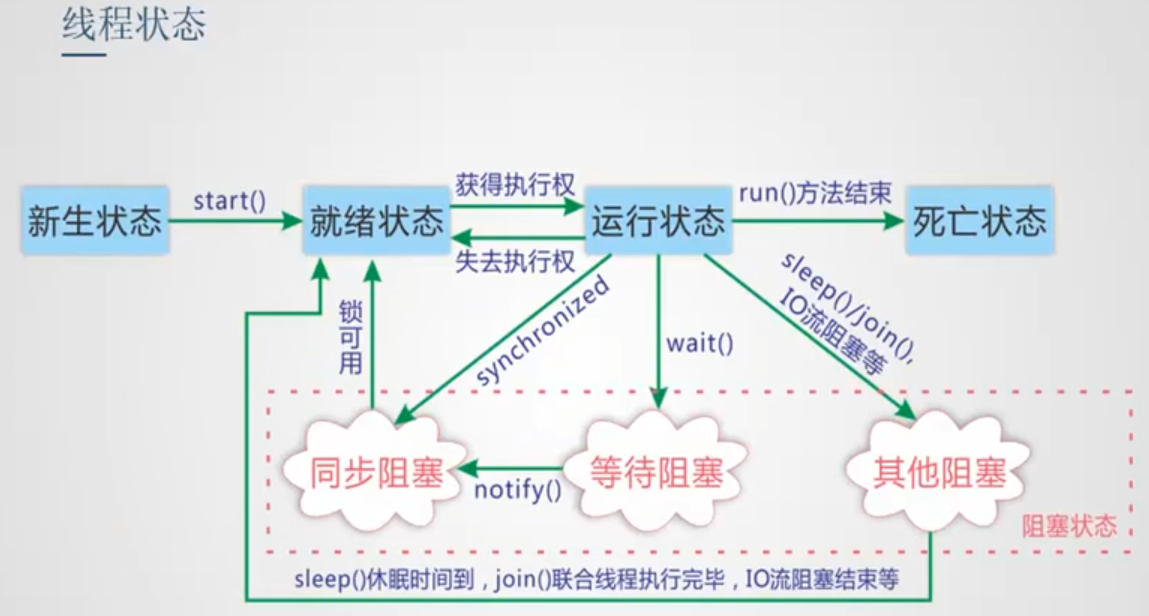 线程状态
新生状态
start()
就绪状态
获得执行权
失去执行权
运行状态
run()方法结束
死亡状态
锁可用
synchronized
wait()
sleep()/join(),
IO流阻塞等
同步阻塞
notify()
等待阻塞
其他阻塞
阻塞状态
sleep()休眠时间到，join()联合线程执行完毕，IO流阻塞结束等